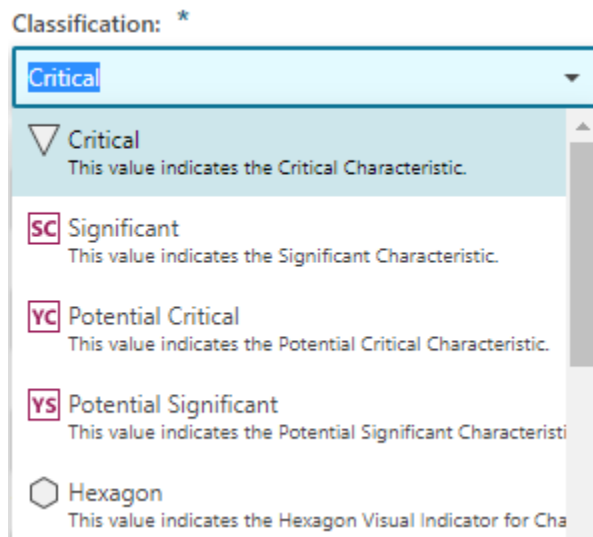 Classification: *
Critical
Critical
This value indicates the Critical Characteristic.
SC Significant
This value indicates the Significant Characteristic.
YC Potential Critical
This value indicates the Potential Critical Characteristic.
YS Potential Significant
This value indicates the Potential Significant Characteristi
Hexagon
This value indicates the Hexagon Visual Indicator for Cha